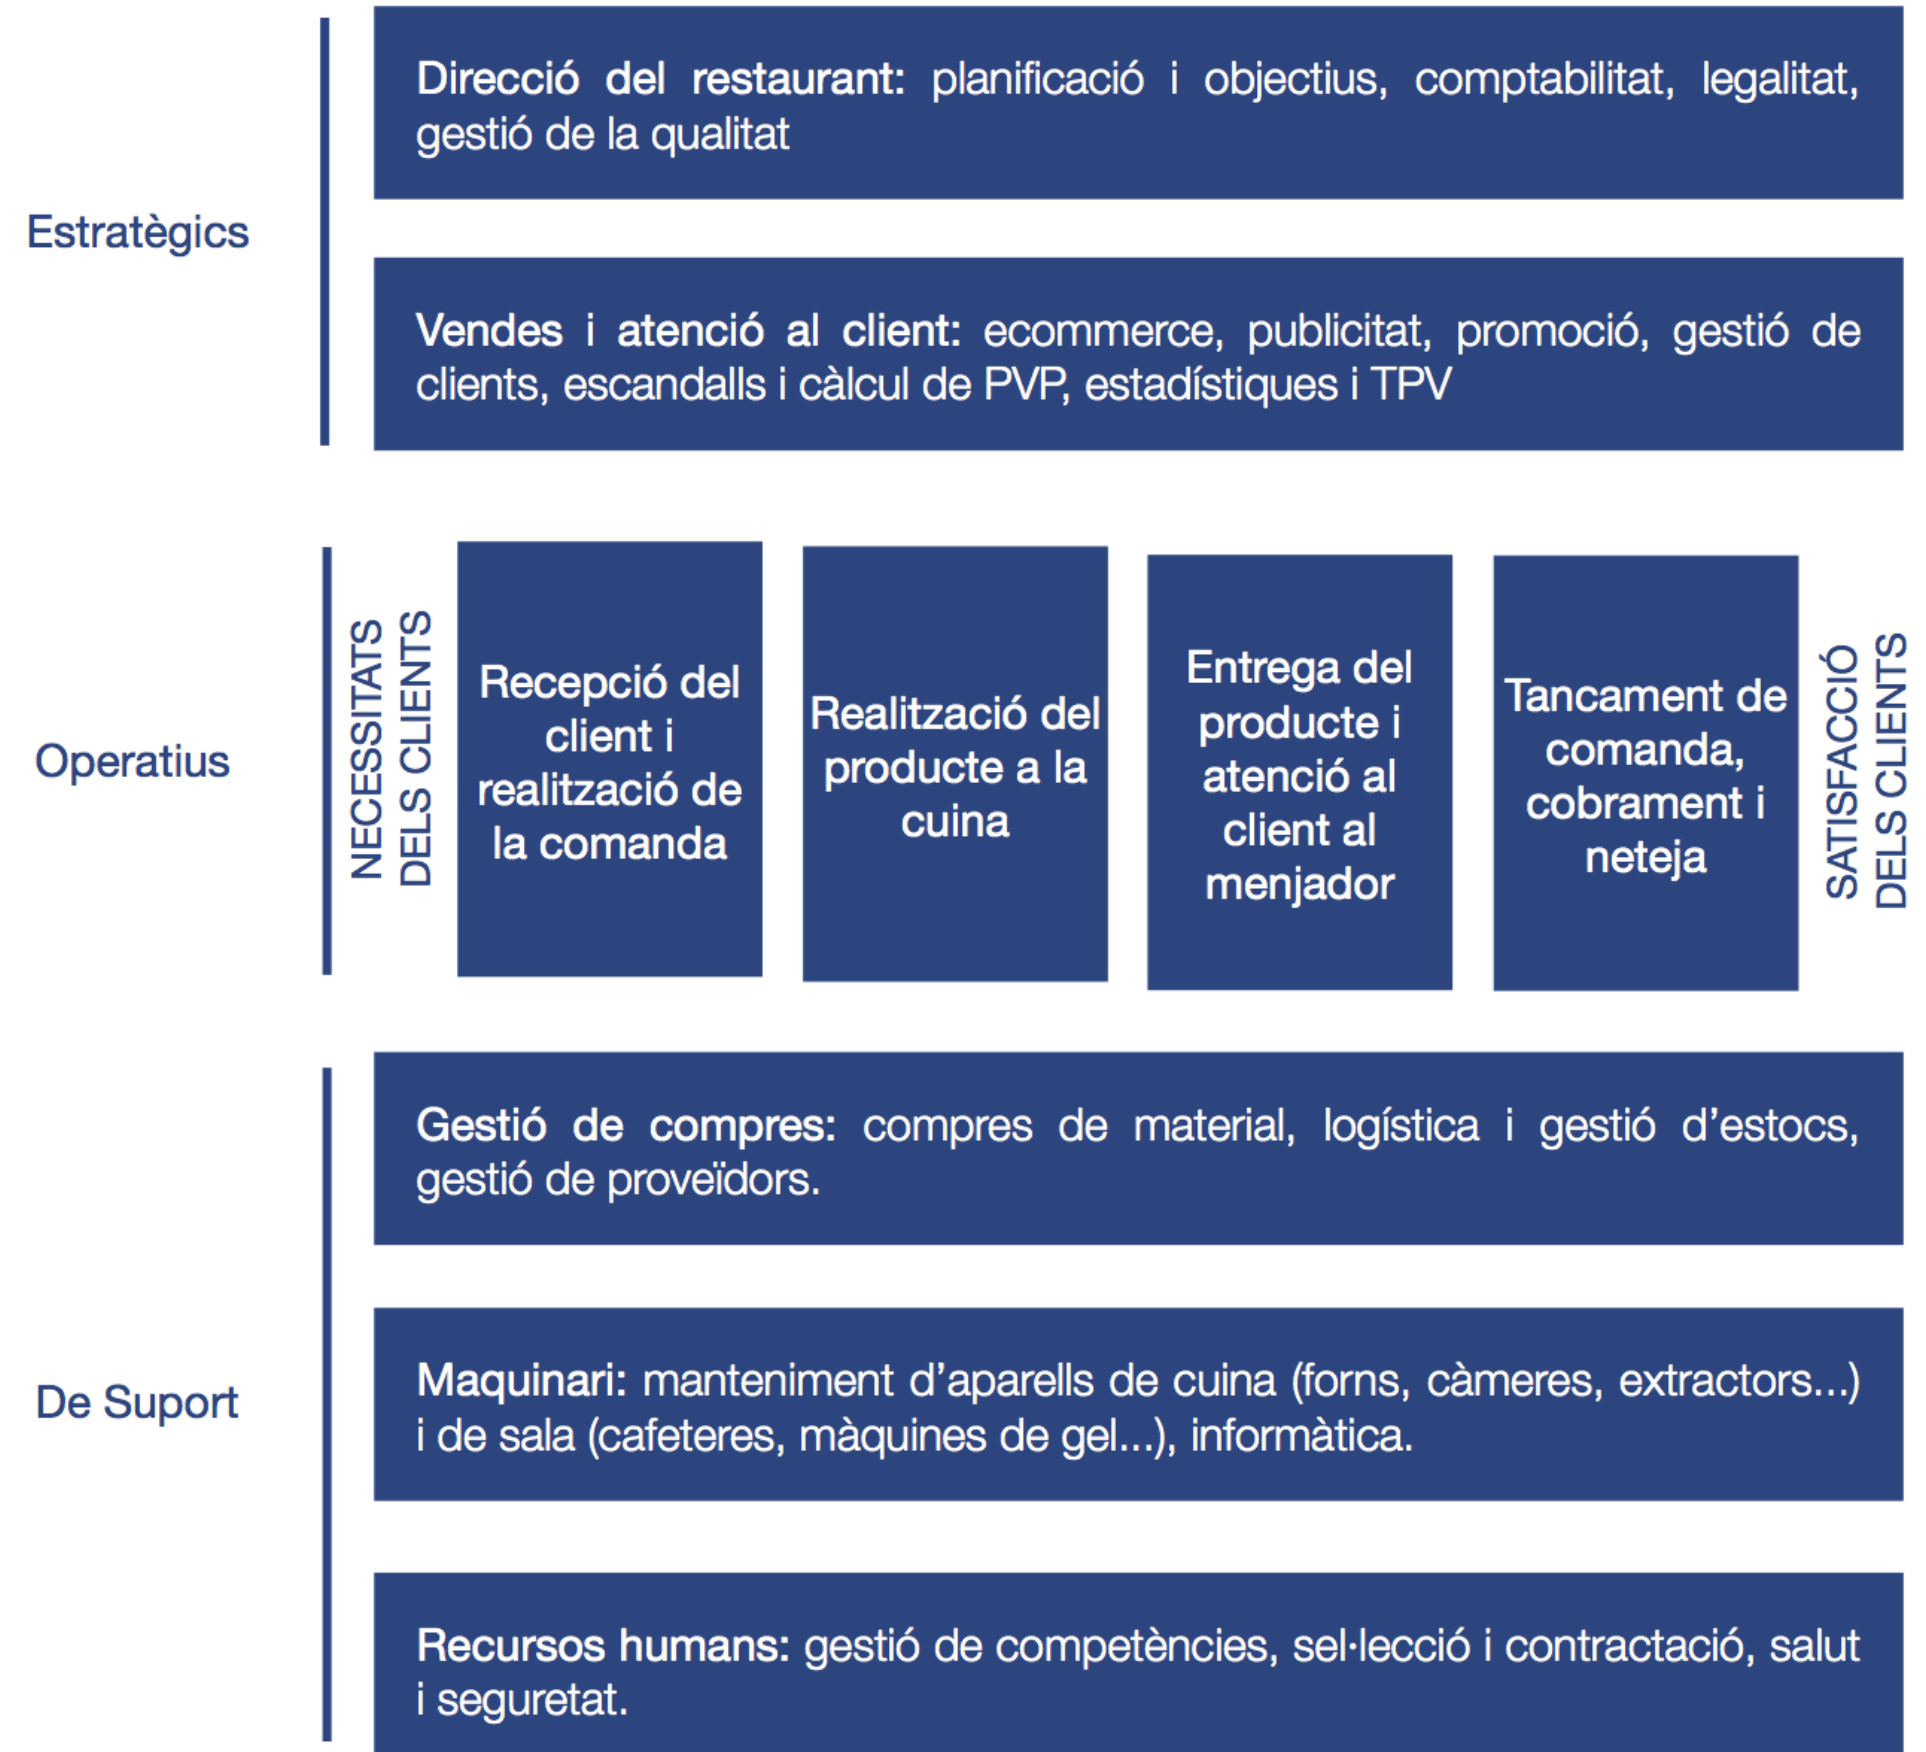 Estratègics
Direcció del restaurant: planificació i objectius, comptabilitat, legalitat,
gestió de la qualitat
Vendes i atenció al client: ecommerce, publicitat, promoció, gestió de
clients, escandalls i càlcul de PVP, estadístiques i TPV
Operatius
NECESSITATS
DELS CLIENTS
Recepció del
client i
realització de
la comanda
Realització del
producte a la
cuina
Entrega del
producte i
atenció al
client al
menjador
Tancament de
comanda,
cobrament i
neteja
SATISFACCIÓ
DELS CLIENTS
De Suport
Gestió de compres: compres de material, logística i gestió d’estocs,
gestió de proveïdors.
Maquinari: manteniment d’aparells de cuina (forns, càmeres, extractors...)
i de sala (cafeteres, màquines de gel...), informàtica.
Recursos humans: gestió de competències, sel·lecció i contractació, salut
i seguretat.